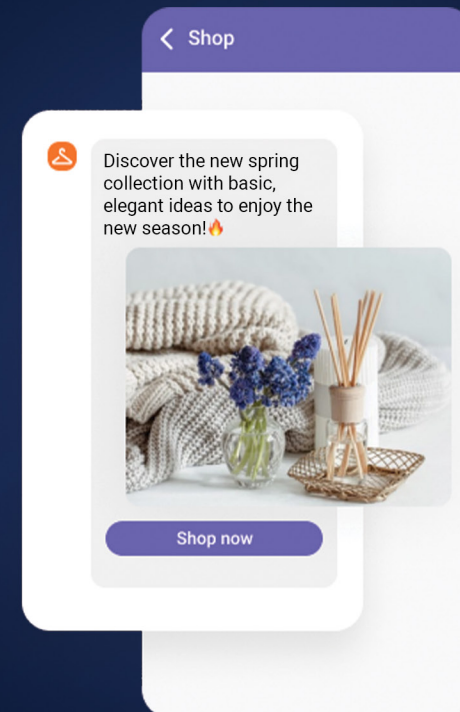 Shop
Discover the new spring
collection with basic,
elegant ideas to enjoy the
new season!🔥
Shop now